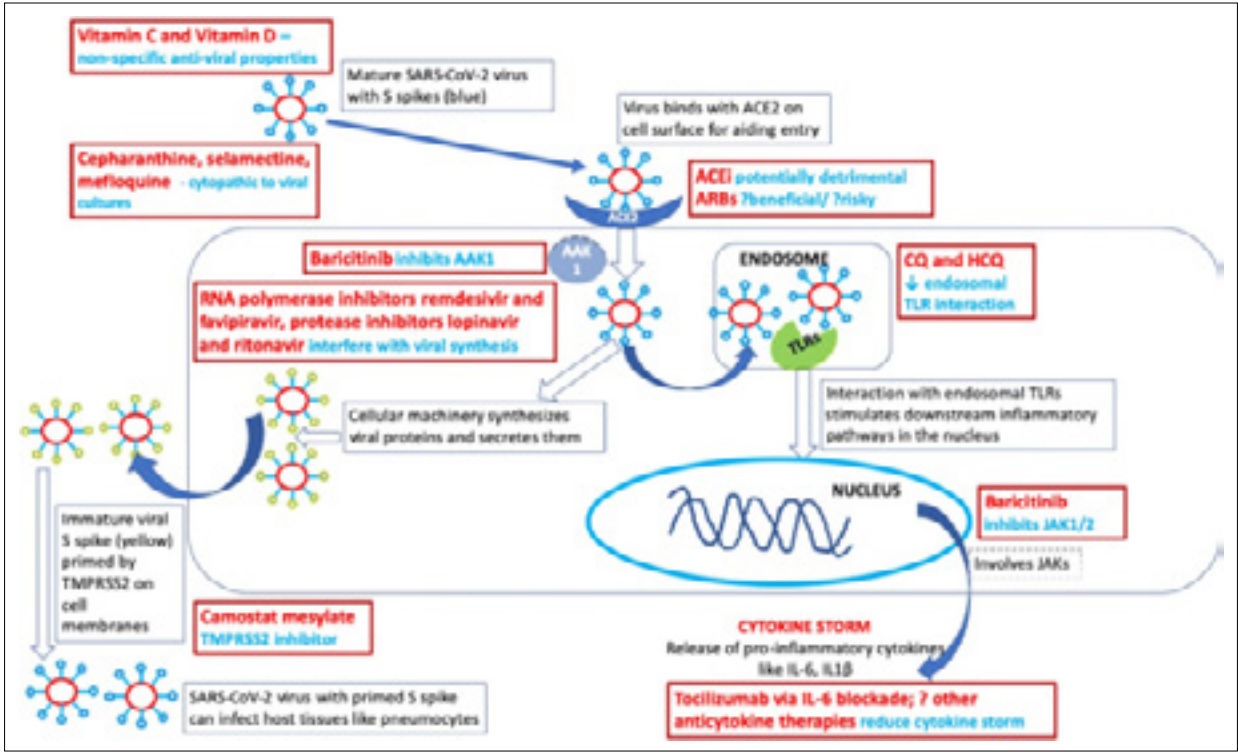 Vitamin C and Vitamin D –
non-specific anti-viral properties
Mature SARS-CoV-2 virus
with S spikes (blue)
Virus binds with ACE2 on
cell surface for aiding entry
Cepharanthine, selamectine,
mefloquine - cytopathic to viral
cultures
ACEi potentially detrimental
ARBs ?beneficial/ ?risky
ACE2
Baricitinib inhibits AAK1
AAK
1
ENDOSOME
CQ and HCQ
↓ endosomal
TLR interaction
RNA polymerase inhibitors remdesivir and
favipiravir, protease inhibitors lopinavir
and ritonavir interfere with viral synthesis
TLRs
Interaction with endosomal TLRs
stimulates downstream inflammatory
pathways in the nucleus
Cellular machinery synthesizes
viral proteins and secretes them
NUCLEUS
Baricitinib
inhibits JAK1/2
Involves JAKs
Immature viral
S spike (yellow)
primed by
TMPRSS2 on
cell
membranes
Camostat mesylate
TMPRSS2 inhibitor
CYTOKINE STORM
Release of pro-inflammatory cytokines
like IL-6, IL1β
SARS-CoV-2 virus with primed S spike
can infect host tissues like pneumocytes
Tocilizumab via IL-6 blockade; ? other
anticytokine therapies reduce cytokine storm